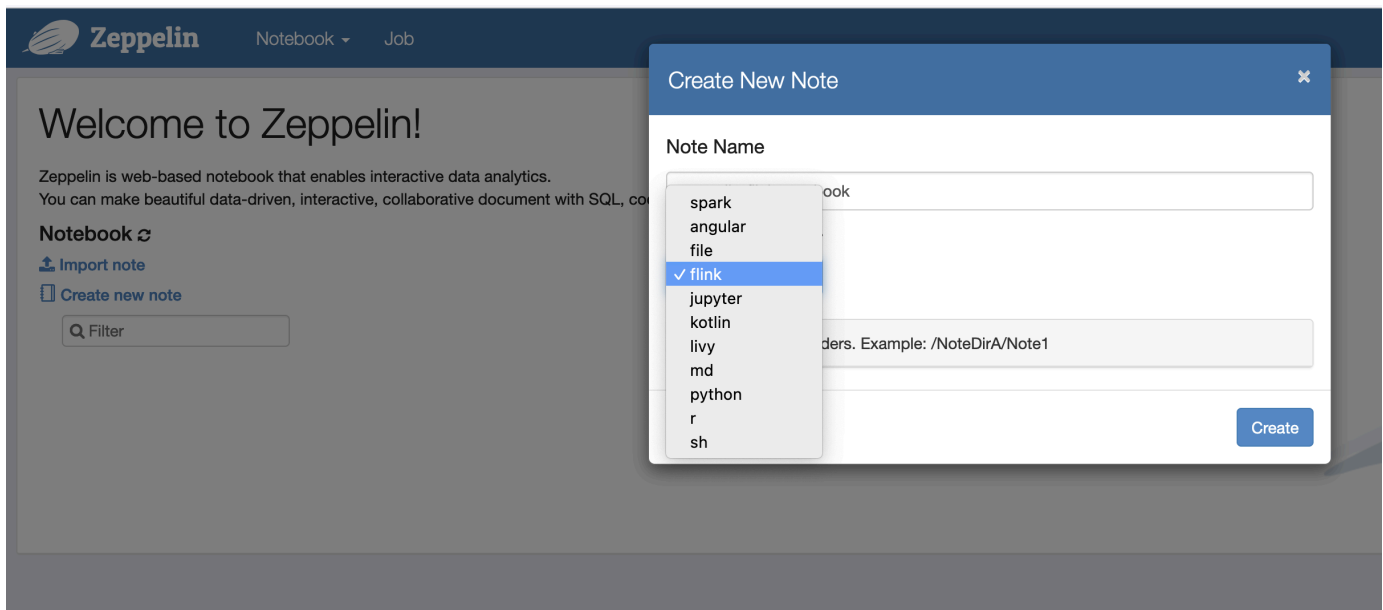 Zeppelin
Notebook
Job
Welcome to Zeppelin!
Zeppelin is web-based notebook that enables interactive data analytics.
You can make beautiful data-driven, interactive, collaborative document with SQL,
Notebook
Import note
Create new note
Filter
Create New Note
×
Note Name
ook
spark
angular
file
✓ flink
jupyter
kotlin
livy
md
python
r
sh
ders. Example: /NoteDirA/Note1
Create